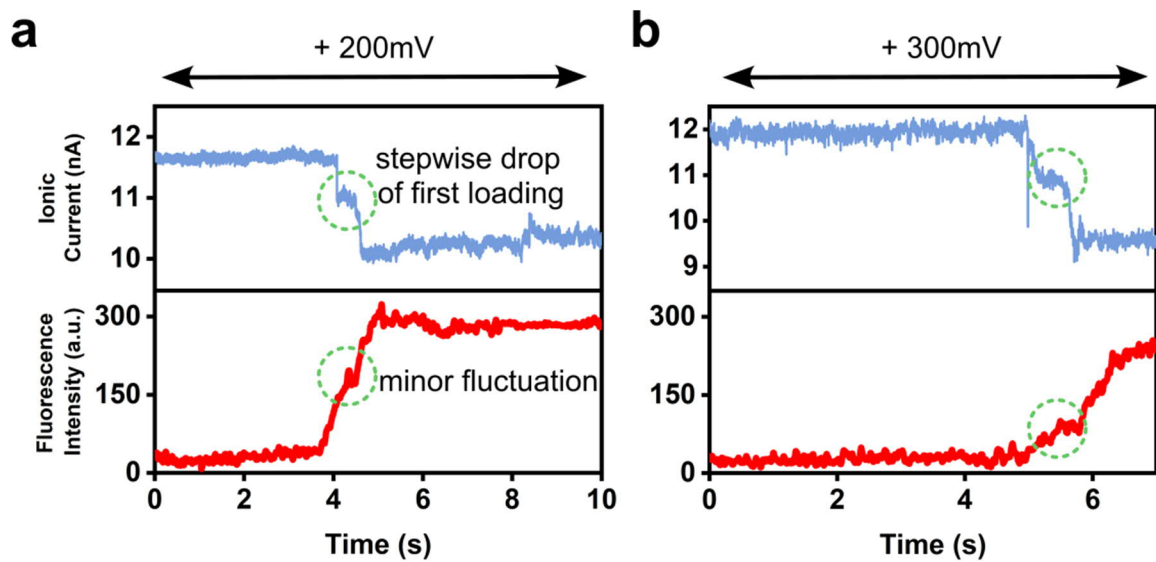 a
+ 200mV
Ionic
Current (nA)
12
11
10
stepwise drop
of first loading
Fluorescence
Intensity (a.u.)
300
150
0
minor fluctuation
0 2 4 6 8 10
Time (s)
b
+ 300mV
12
11
10
9
300
150
0
0 2 4 6
Time (s)